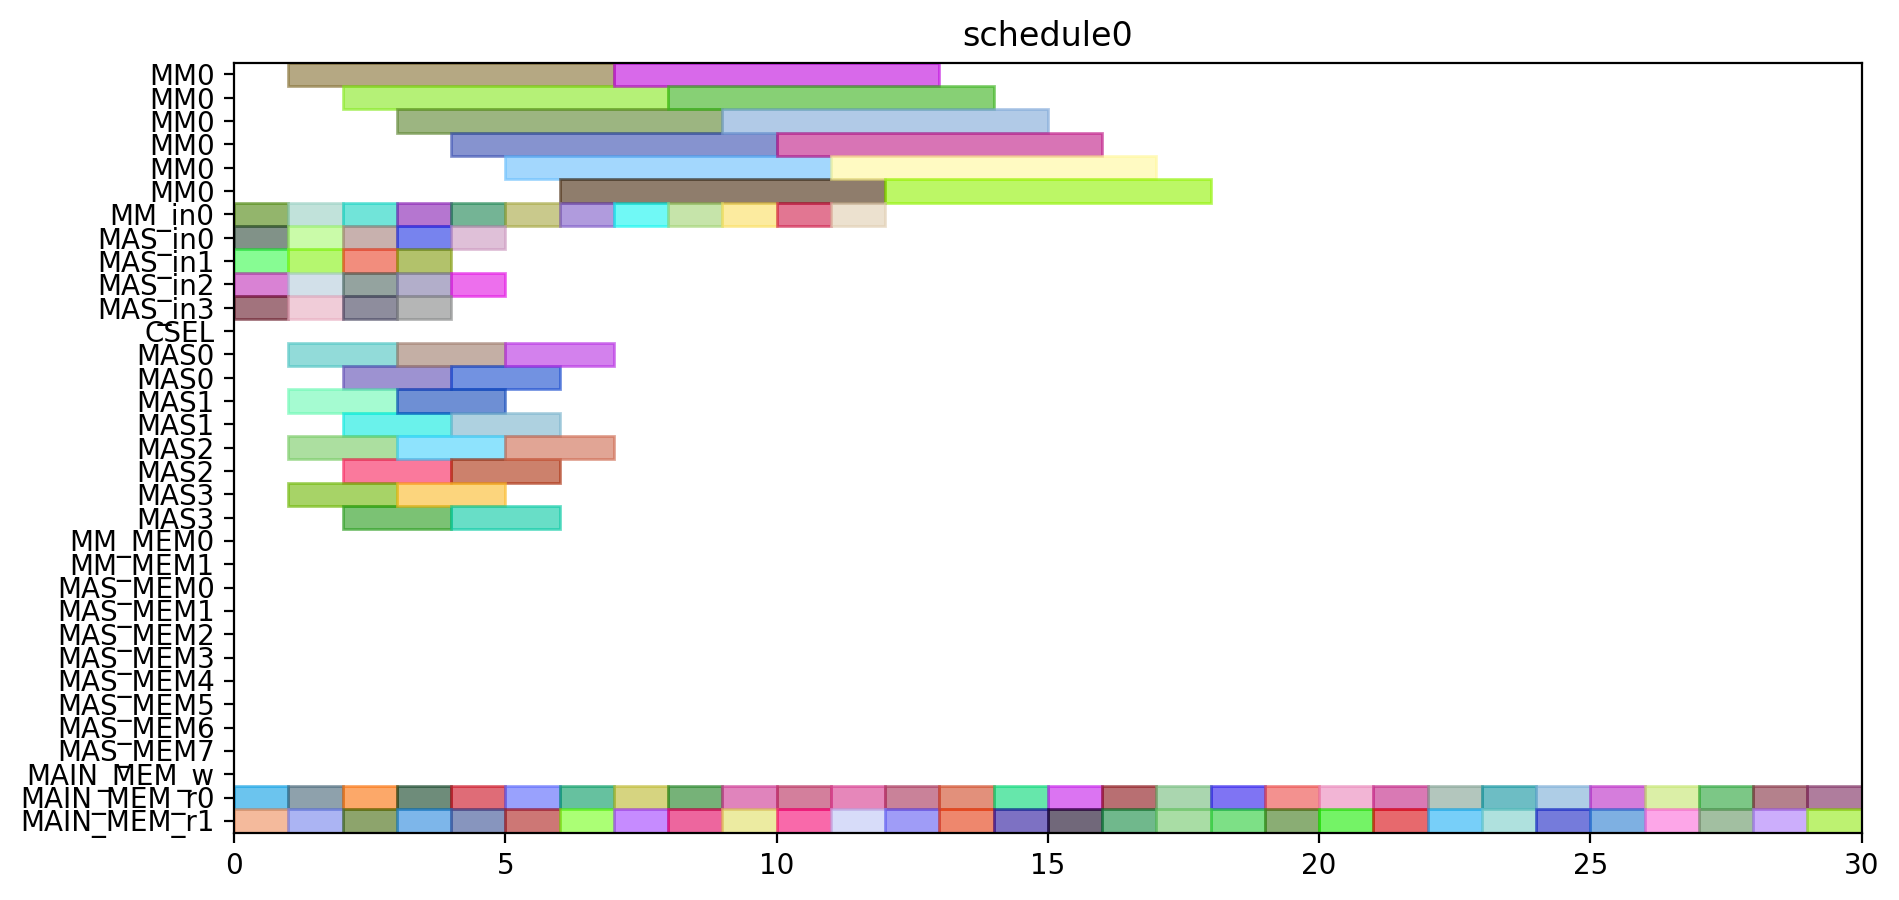 schedule0
MM0
MM0
MM0
MM0
MM0
MM0
MM_in0
MAS_in0
MAS_in1
MAS_in2
MAS_in3
CSEL
MAS0
MAS0
MAS1
MAS1
MAS2
MAS2
MAS3
MAS3
MM_MEM0
MM_MEM1
MAS_MEM0
MAS_MEM1
MAS_MEM2
MAS_MEM3
MAS_MEM4
MAS_MEM5
MAS_MEM6
MAS_MEM7
MAIN_MEM_w
MAIN_MEM_r0
MAIN_MEM_r1
0 5 10 15 20 25 30